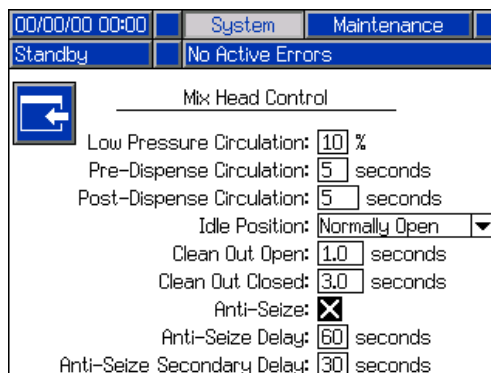 00/00/00 00:00 System Maintenance
Standby No Active Errors
Mix Head Control
Low Pressure Circulation: 10 %
Pre-Dispense Circulation: 5 seconds
Post-Dispense Circulation: 5 seconds
Idle Position: Normally Open
Clean Out Open: 1.0 seconds
Clean Out Closed: 3.0 seconds
Anti-Seize:
Anti-Seize Delay: 60 seconds
Anti-Seize Secondary Delay: 30 seconds